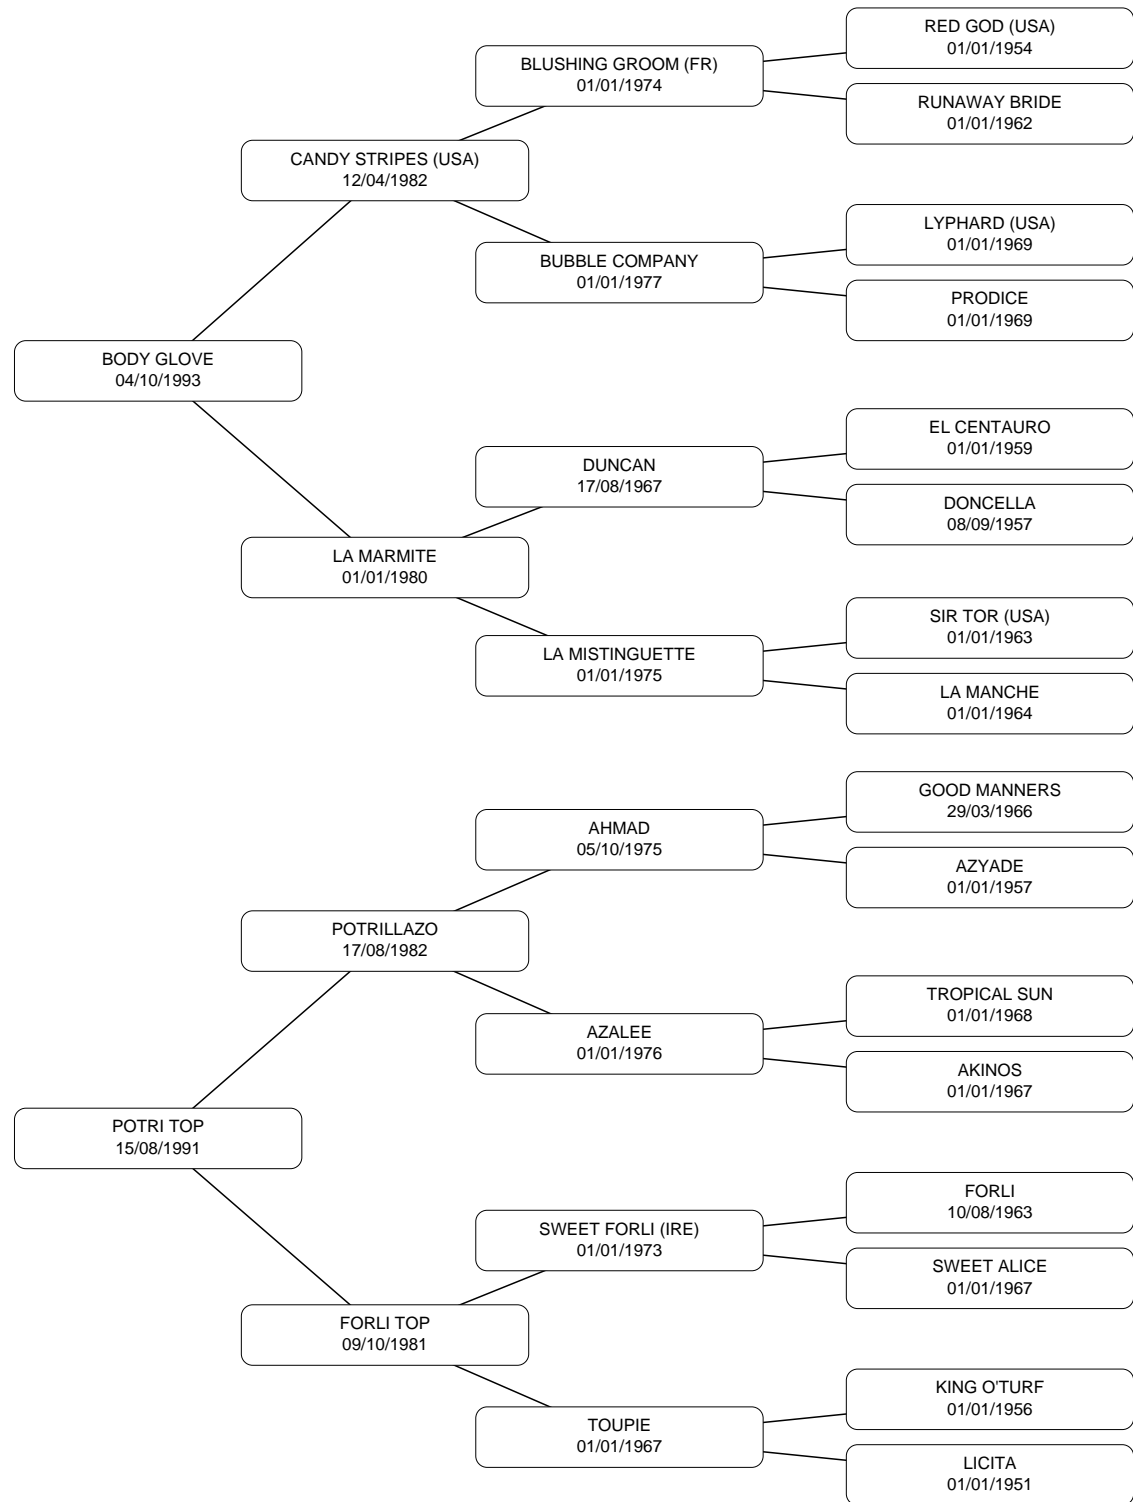 RED GOD (USA)
01/01/1954
BLUSHING GROOM (FR)
01/01/1974
RUNAWAY BRIDE
01/01/1962
CANDY STRIPES (USA)
12/04/1982
LYPHARD (USA)
01/01/1969
BUBBLE COMPANY
01/01/1977
PRODICE
01/01/1969
BODY GLOVE
04/10/1993
EL CENTAURO
01/01/1959
DUNCAN
17/08/1967
DONCELLA
08/09/1957
LA MARMITE
01/01/1980
SIR TOR (USA)
01/01/1963
LA MISTINGUETTE
01/01/1975
LA MANCHE
01/01/1964
GOOD MANNERS
29/03/1966
AHMAD
05/10/1975
AZYADE
01/01/1957
POTRILLAZO
17/08/1982
TROPICAL SUN
01/01/1968
AZALEE
01/01/1976
AKINOS
01/01/1967
POTRI TOP
15/08/1991
FORLI
10/08/1963
SWEET FORLI (IRE)
01/01/1973
SWEET ALICE
01/01/1967
FORLI TOP
09/10/1981
KING O'TURF
01/01/1956
TOUPIE
01/01/1967
LICITA
01/01/1951